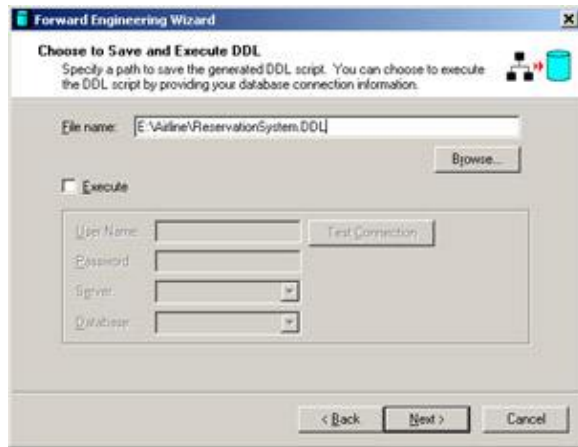 Forward Engineering Wizard
Choose to Save and Execute DDL
Specify a path to save the generated DDL script. You can choose to execute
the DDL script by providing your database connection information.
File name: E:\Airline\ReservationSystem.DDL
Browse...
Execute
User Name: Test Connection
Password:
Server:
Database:
< Back Next > Cancel